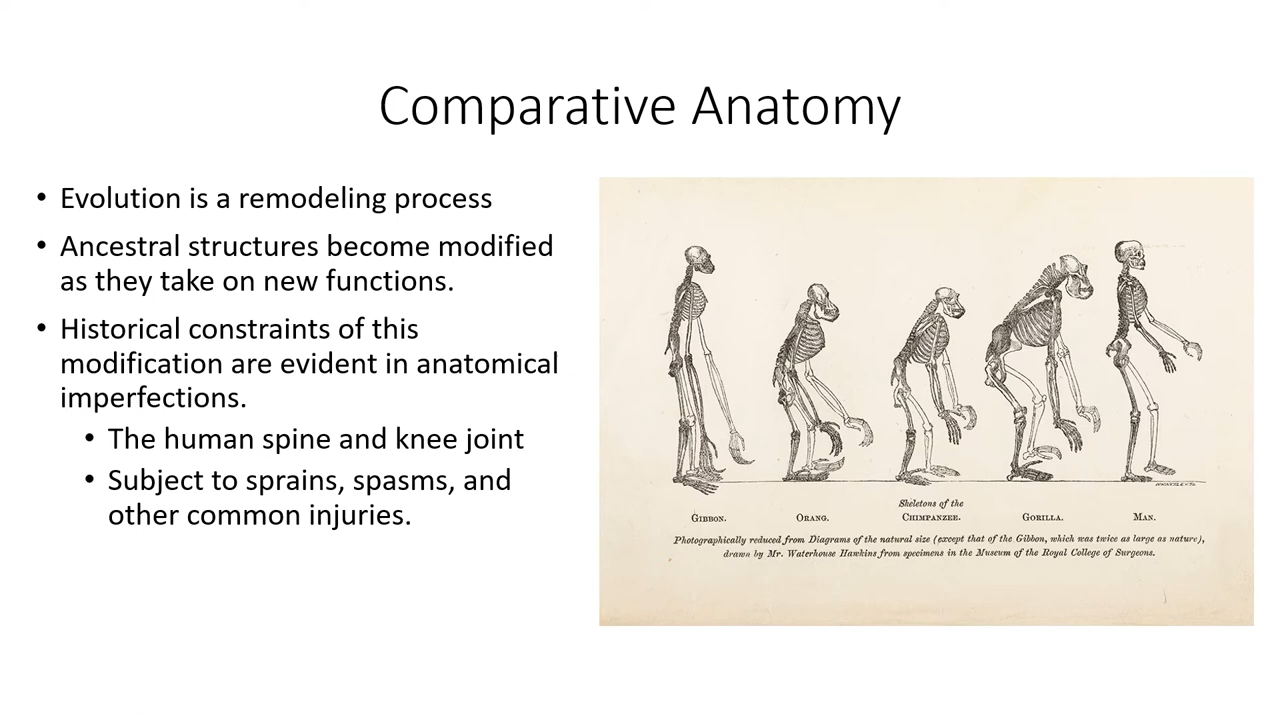 Comparative Anatomy
• Evolution is a remodeling process
• Ancestral structures become modified
as they take on new functions.
• Historical constraints of this
modification are evident in anatomical
imperfections.
• The human spine and knee joint
• Subject to sprains, spasms, and
other common injuries.
Skeletons of the
GIBBON. ORANG. CHIMPANZEE. GORILLA. MAN.
Photographically reduced from Diagrams of the natural size (except that of the Gibbon, which was twice as large as nature),
drawn by Mr. Waterhouse Hawkins from specimens in the Museum of the Royal College of Surgeons.